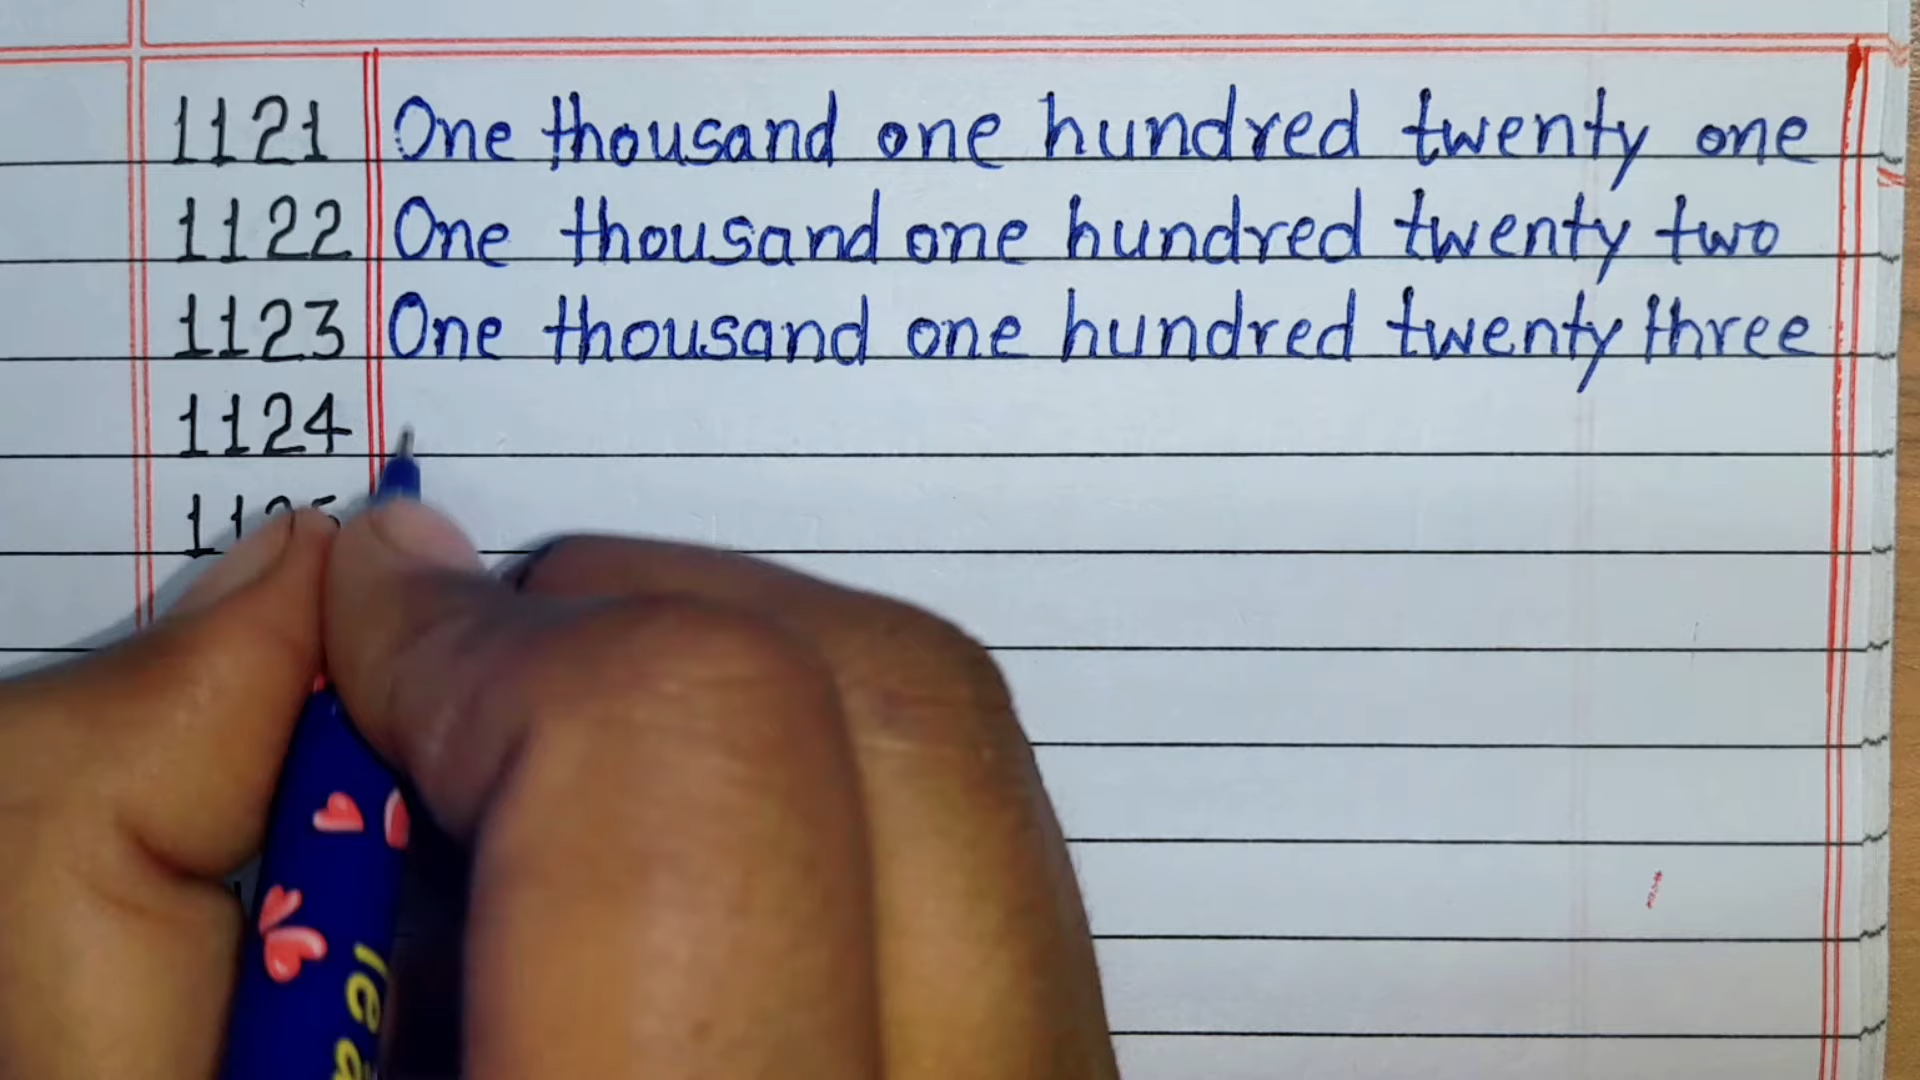 1121 One thousand one hundred twenty one
1122 One thousand one hundred twenty two
1123 One thousand one hundred twenty three
1124
1125